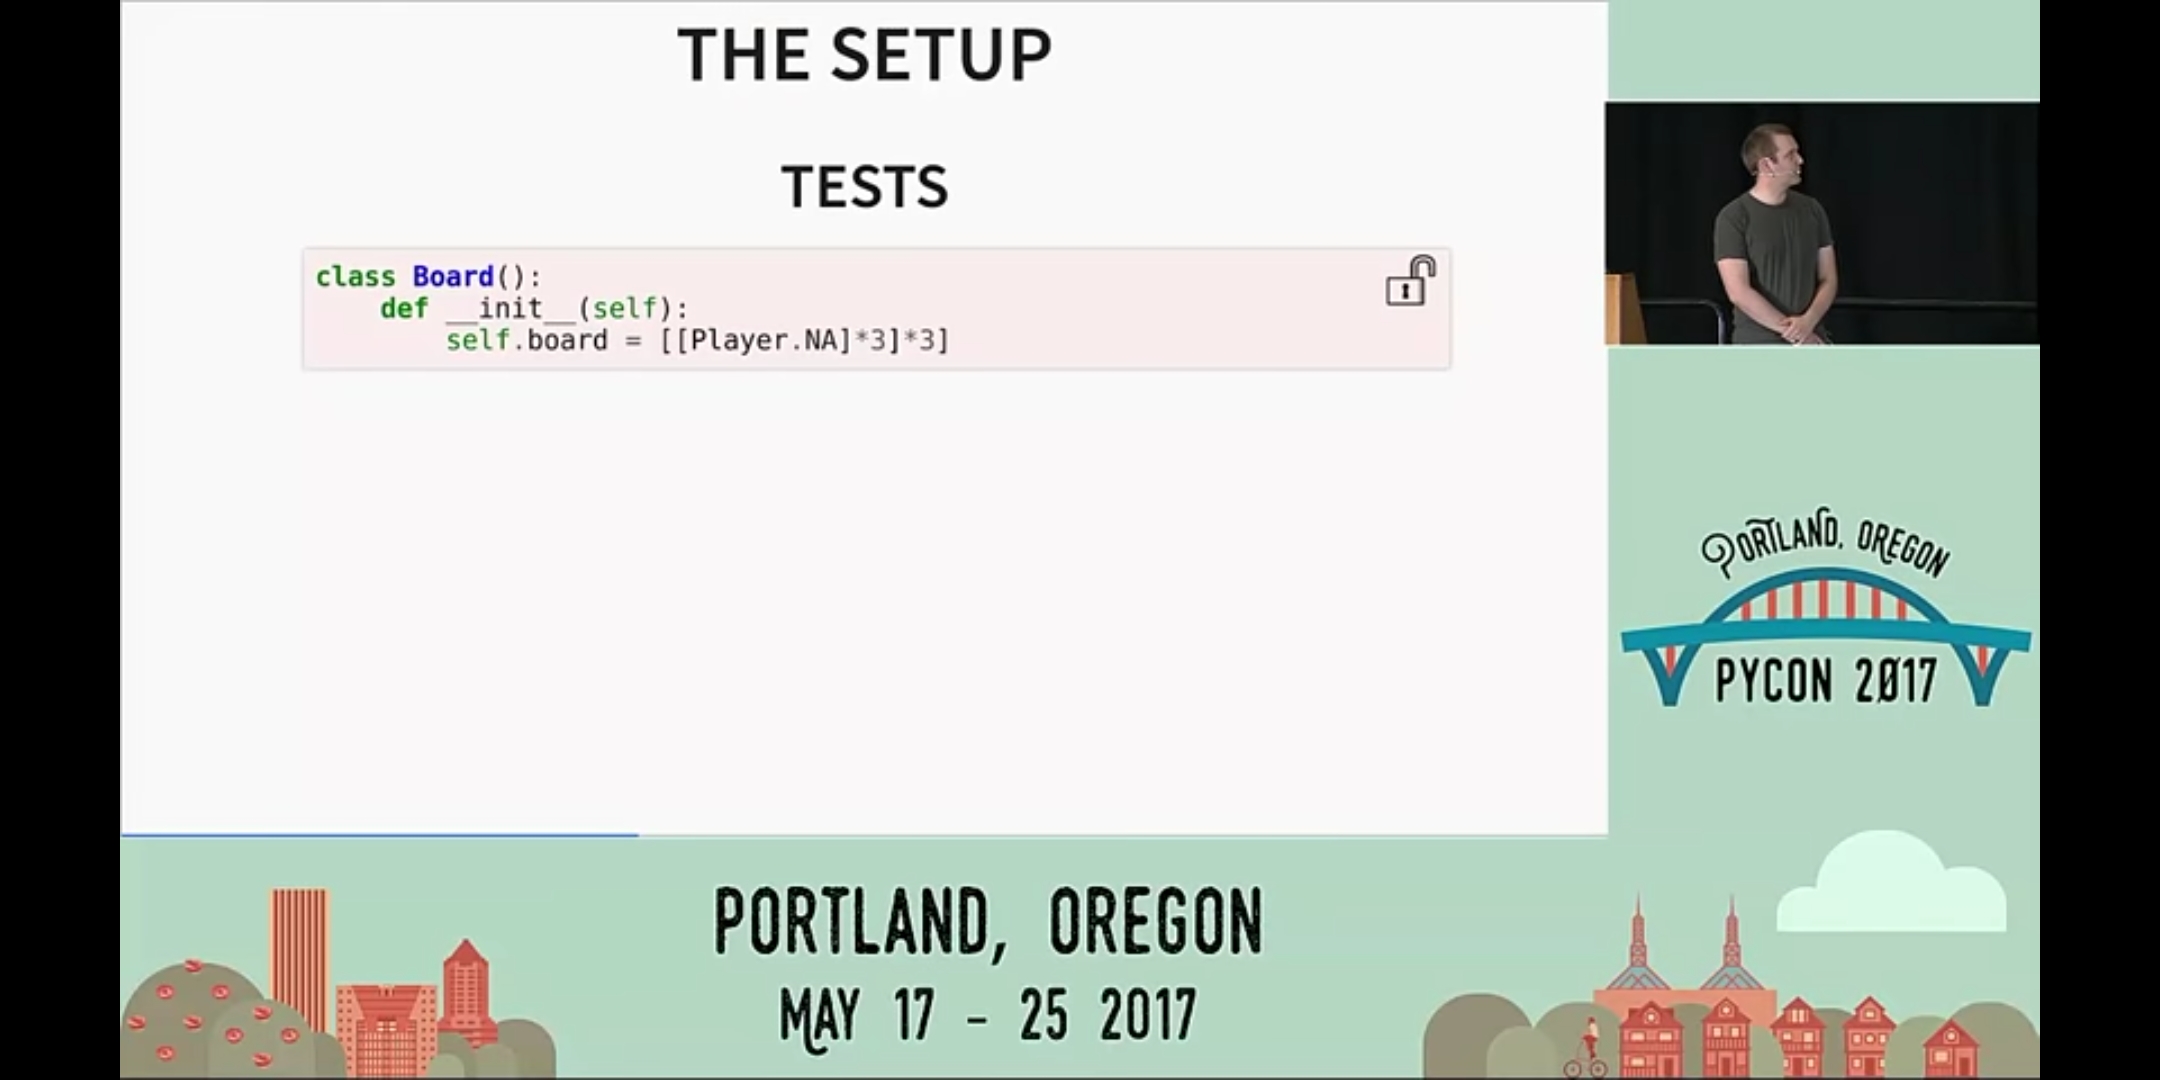 THE SETUP
TESTS
class Board():
    def __init__(self):
        self.board = [[Player.NA]*3]*3]
PORTLAND, OREGON
PYCON 2017
PORTLAND, OREGON
MAY 17 - 25 2017